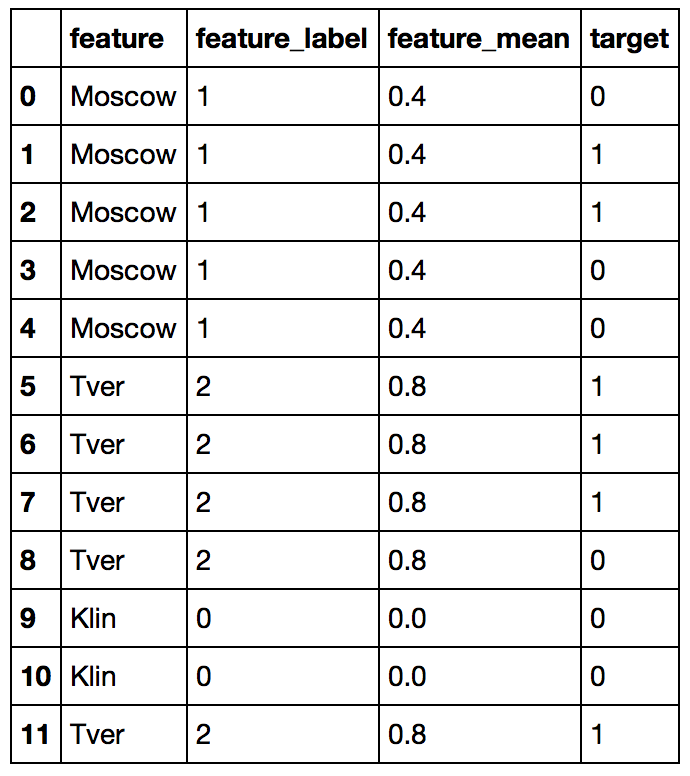 feature feature_label feature_mean target
0 Moscow 1 0.4 0
1 Moscow 1 0.4 1
2 Moscow 1 0.4 1
3 Moscow 1 0.4 0
4 Moscow 1 0.4 0
5 Tver 2 0.8 1
6 Tver 2 0.8 1
7 Tver 2 0.8 1
8 Tver 2 0.8 0
9 Klin 0 0.0 0
10 Klin 0 0.0 0
11 Tver 2 0.8 1